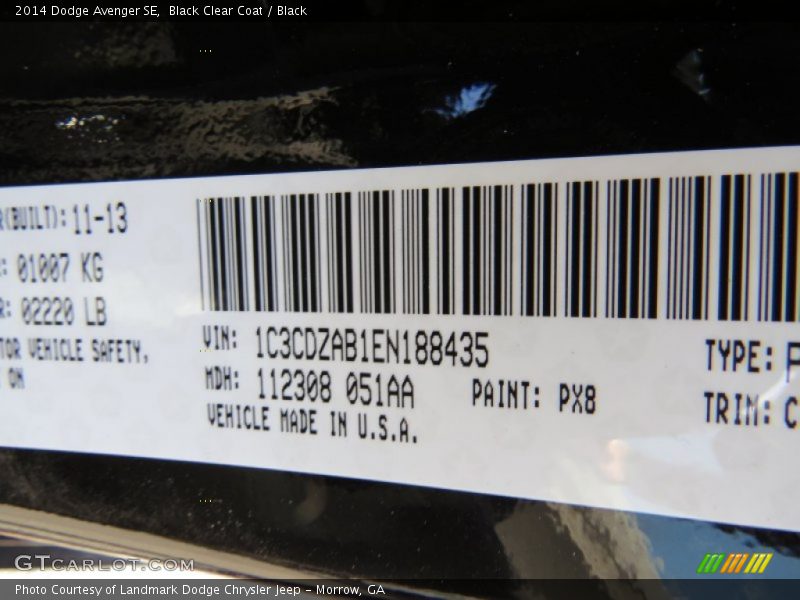 2014 Dodge Avenger SE,  Black Clear Coat / Black
R(BUILT): 11-13
: 01007 KG
R: 02220 LB
TOR VEHICLE SAFETY,
ON
VIN: 1C3CDZAB1EN188435
MDH: 112308 051AA
PAINT: PX8
VEHICLE MADE IN U.S.A.
TYPE:
TRIM: C
GTCARLOT.COM
Photo Courtesy of Landmark Dodge Chrysler Jeep – Morrow, GA